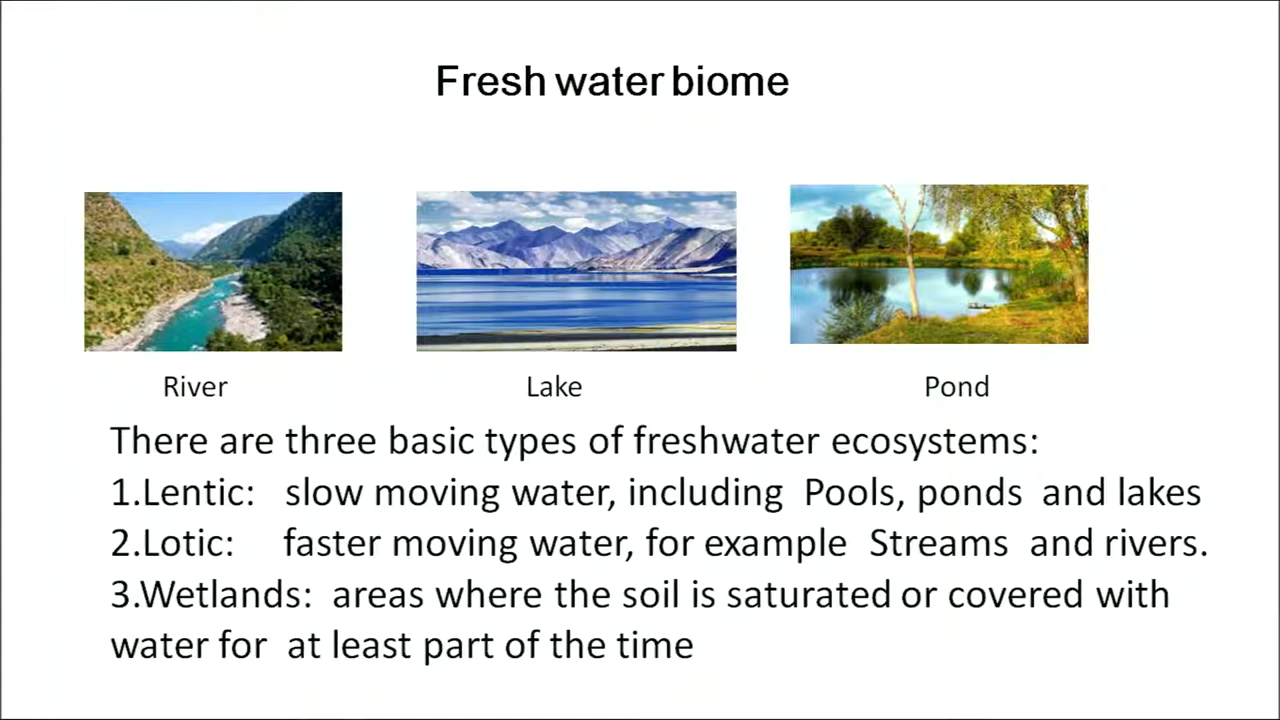 Fresh water biome
River Lake Pond
There are three basic types of freshwater ecosystems:
1.Lentic: slow moving water, including Pools, ponds and lakes
2.Lotic: faster moving water, for example Streams and rivers.
3.Wetlands: areas where the soil is saturated or covered with
water for at least part of the time